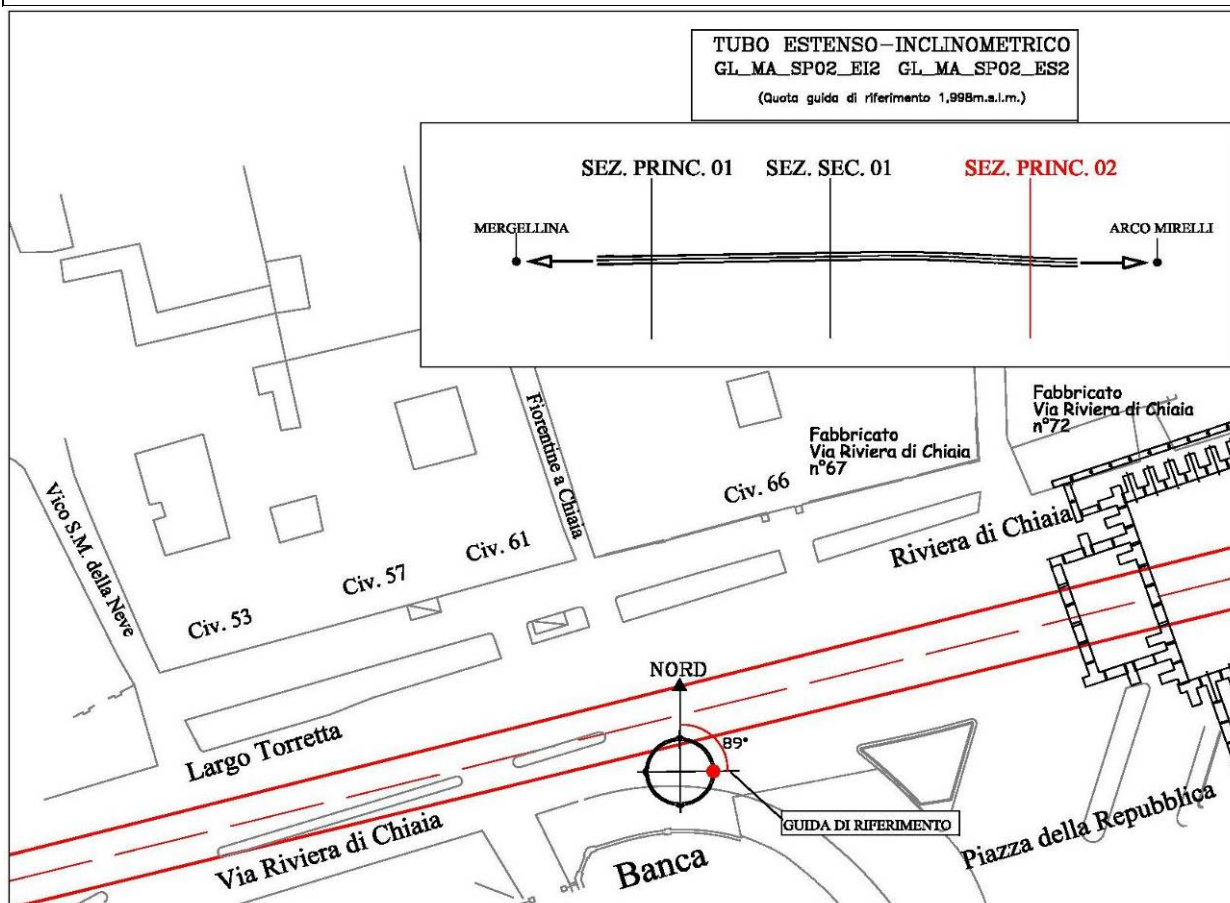 TUBO ESTENSO-INCLINOMETRICO
GL_MA_SP02_EI2 GL_MA_SP02_ES2
(Quota guida di riferimento 1,998m.s.l.m.)
SEZ. PRINC. 01
SEZ. SEC. 01
SEZ. PRINC. 02
MERGELLINA
ARCO MIRELLI
Fabbricato
Via Riviera di Chiaia
n°72
Fiorentine a Chiaia
Fabbricato
Via Riviera di Chiaia
n°67
Civ. 66
Vico S.M. della Neve
Riviera di Chiaia
Civ. 61
Civ. 57
Civ. 53
NORD
Largo Torretta
89°
GUIDA DI RIFERIMENTO
Piazza della Repubblica
Via Riviera di Chiaia
Banca